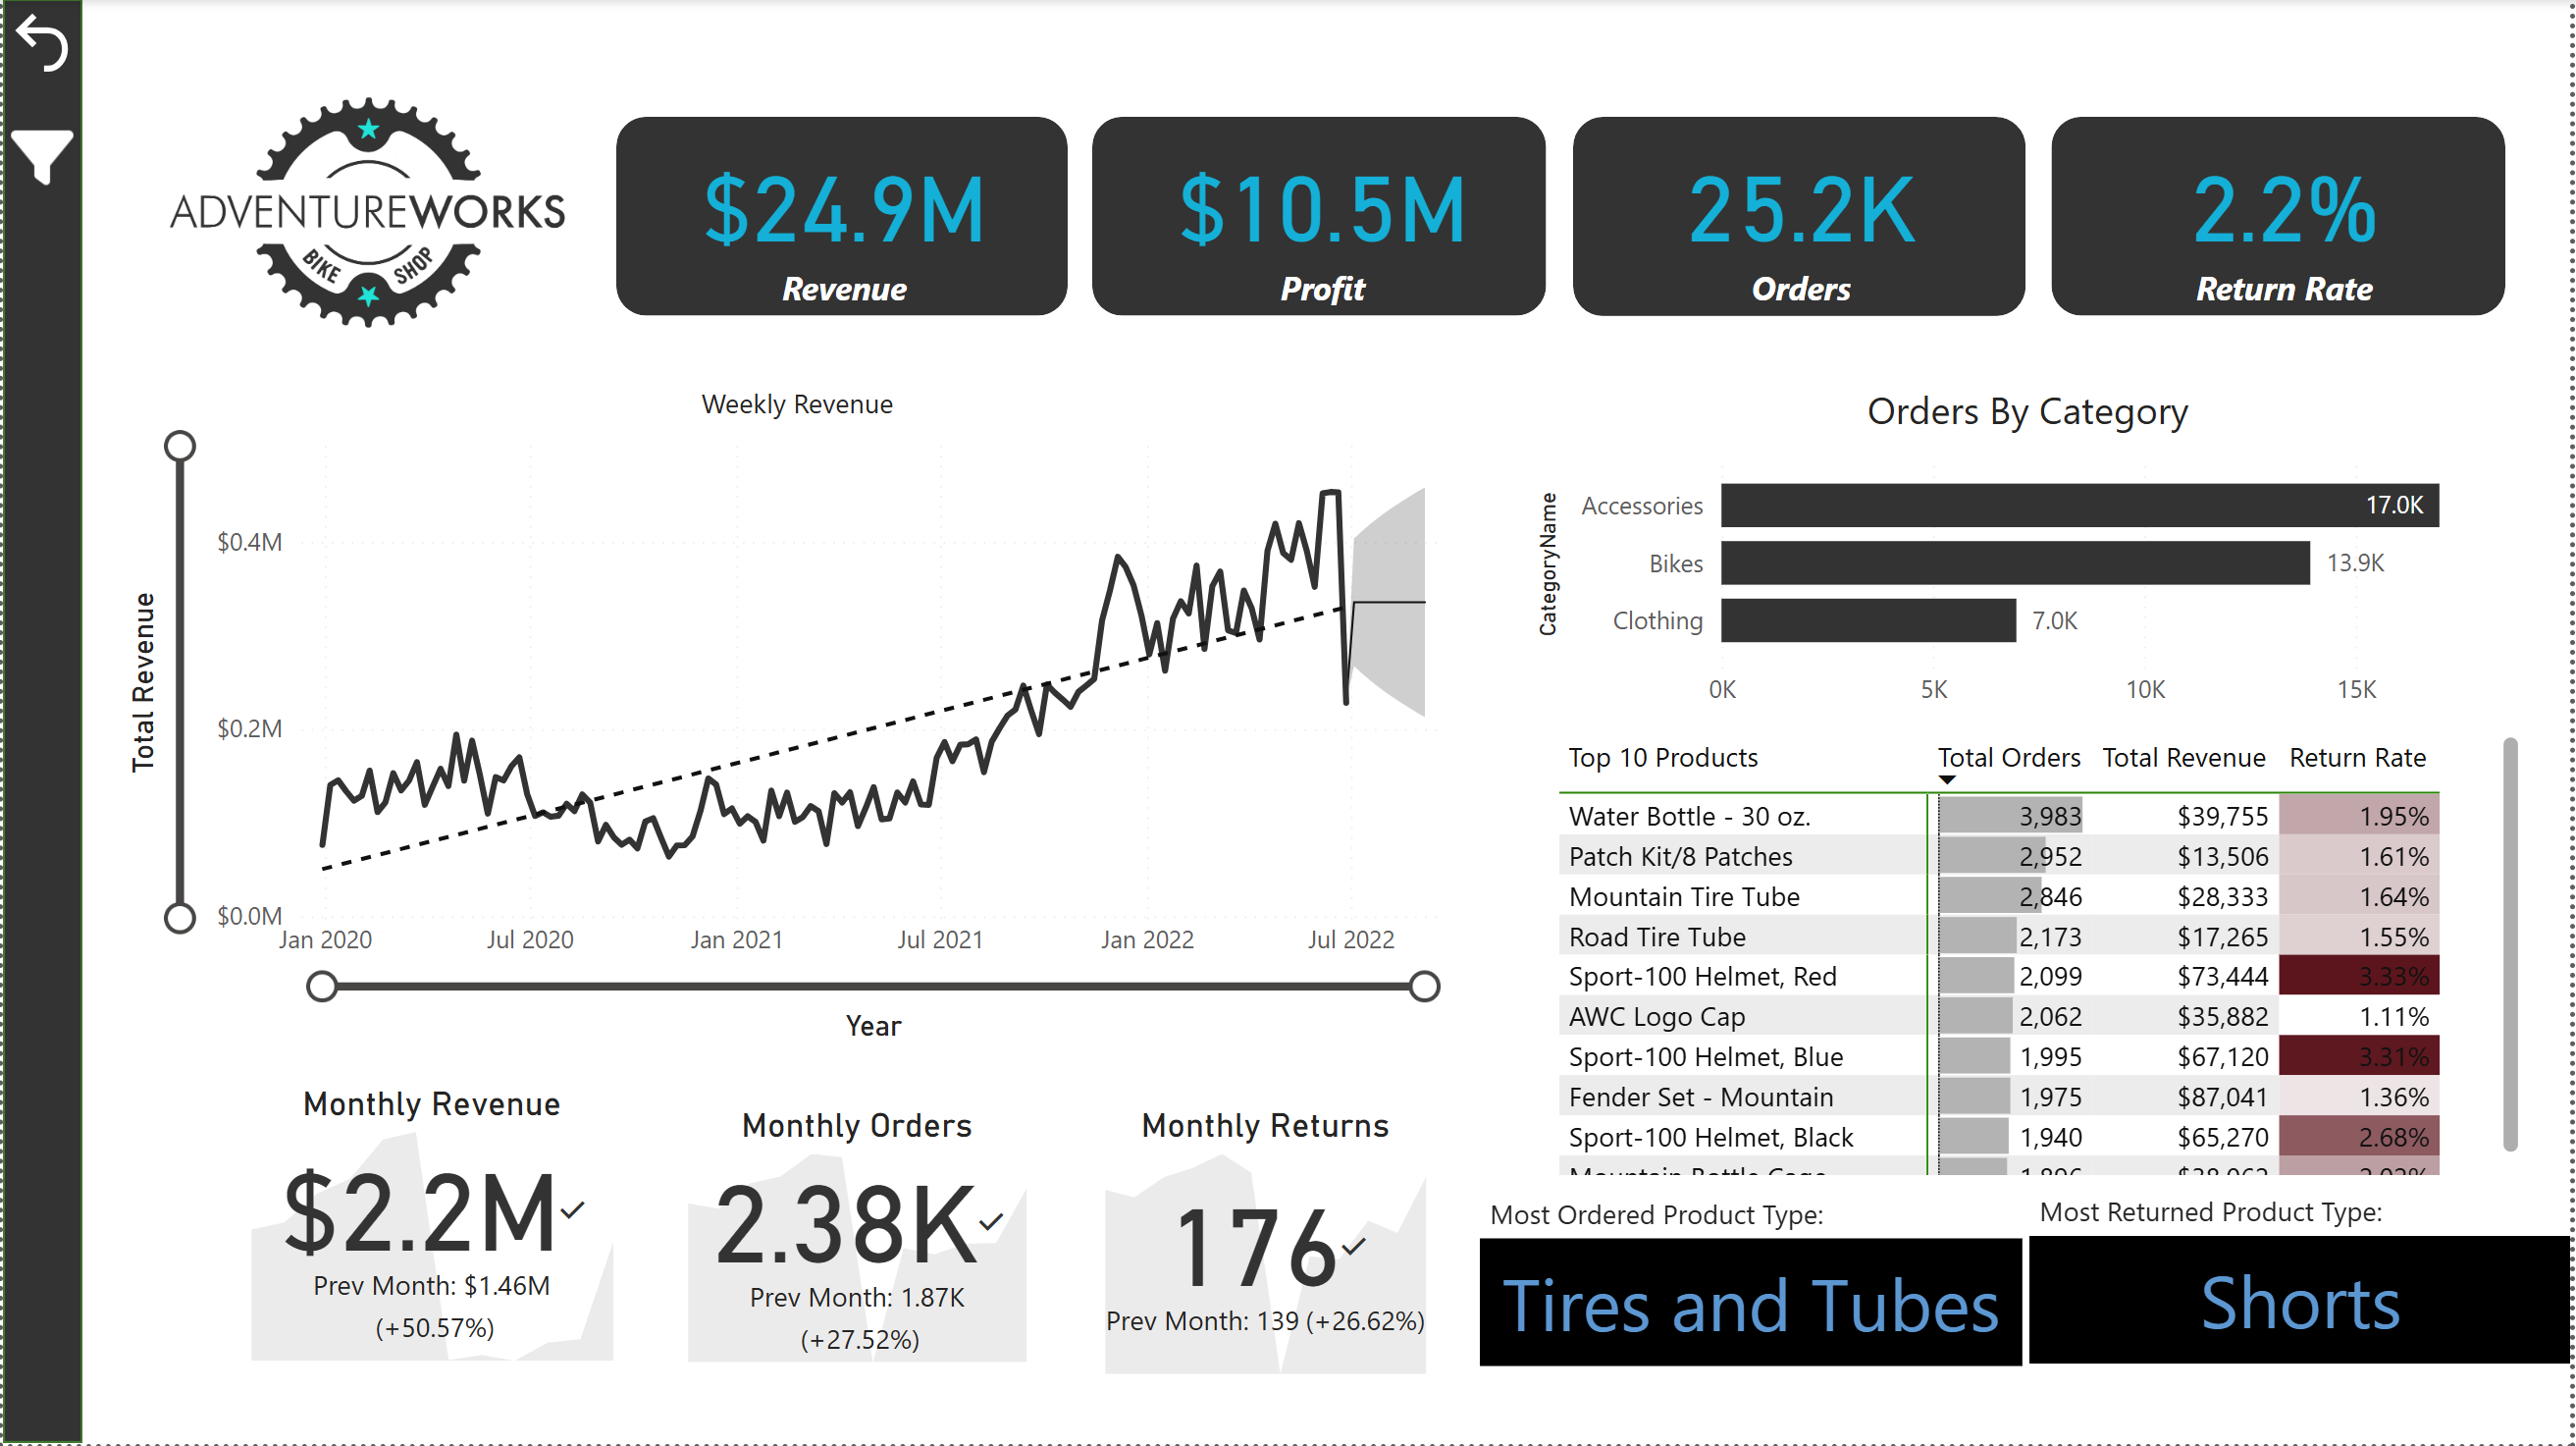 ADVENTUREWORKS
BIKE SHOP
$24.9M
Revenue
$10.5M
Profit
25.2K
Orders
2.2%
Return Rate
Weekly Revenue
Total Revenue
$0.4M
$0.2M
$0.0M
Jan 2020 Jul 2020 Jan 2021 Jul 2021 Jan 2022 Jul 2022
Year
Orders By Category
CategoryName
Accessories 17.0K
Bikes 13.9K
Clothing 7.0K
0K 5K 10K 15K
Top 10 Products Total Orders Total Revenue Return Rate
Water Bottle - 30 oz. 3,983 $39,755 1.95%
Patch Kit/8 Patches 2,952 $13,506 1.61%
Mountain Tire Tube 2,846 $28,333 1.64%
Road Tire Tube 2,173 $17,265 1.55%
Sport-100 Helmet, Red 2,099 $73,444 3.33%
AWC Logo Cap 2,062 $35,882 1.11%
Sport-100 Helmet, Blue 1,995 $67,120 3.31%
Fender Set - Mountain 1,975 $87,041 1.36%
Sport-100 Helmet, Black 1,940 $65,270 2.68%
Mountain Bottle Cage
Monthly Revenue
$2.2M
Prev Month: $1.46M
(+50.57%)
Monthly Orders
2.38K
Prev Month: 1.87K
(+27.52%)
Monthly Returns
176
Prev Month: 139 (+26.62%)
Most Ordered Product Type:
Tires and Tubes
Most Returned Product Type:
Shorts